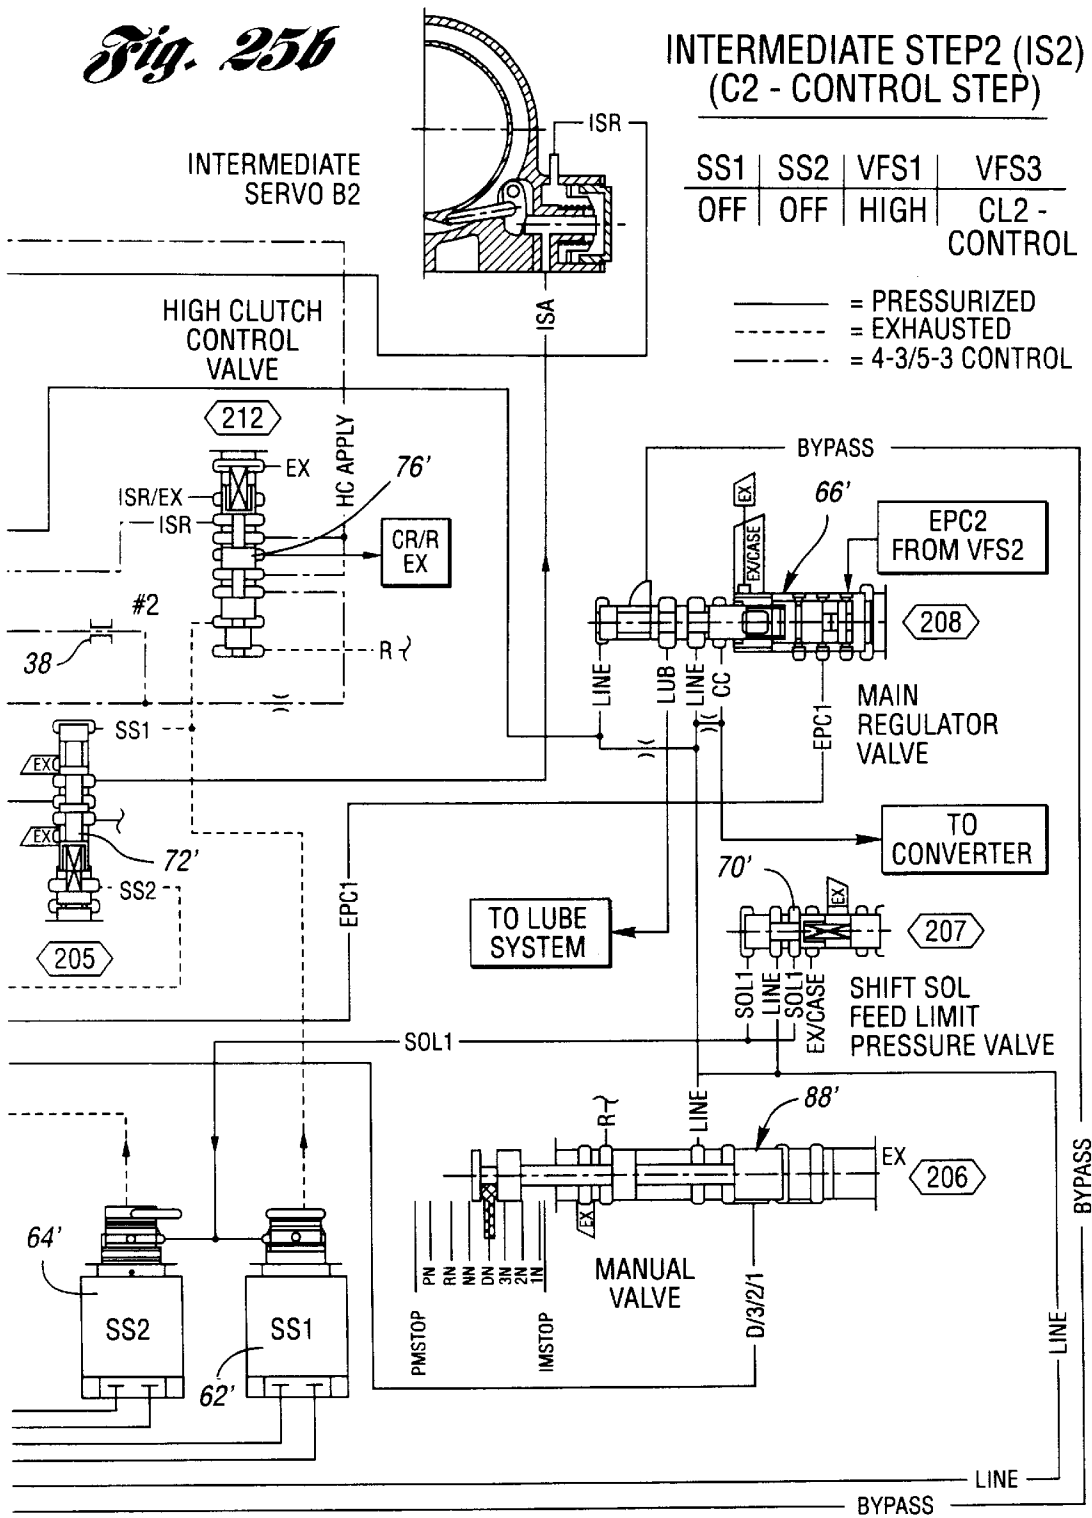 Fig. 25b
INTERMEDIATE STEP2 (IS2)
(C2 - CONTROL STEP)
SS1 | SS2 | VFS1 | VFS3
OFF | OFF | HIGH | CL2 -
CONTROL
= PRESSURIZED
= EXHAUSTED
= 4-3/5-3 CONTROL
INTERMEDIATE
SERVO B2
ISR
ISA
HIGH CLUTCH
CONTROL
VALVE
212
EX
ISR/EX
ISR
76'
HC APPLY
CR/R
EX
#2
38
R
SS1
EX
EX
72'
SS2
205
EPC1
BYPASS
EX
EX/CASE
66'
EPC2
FROM VFS2
208
LINE
LUB
LINE
CC
EPC1
MAIN
REGULATOR
VALVE
TO
CONVERTER
70'
EX
207
TO LUBE
SYSTEM
SOL1
LINE
SOL1
EX/CASE
SHIFT SOL
FEED LIMIT
PRESSURE VALVE
SOL1
R
LINE
88'
EX
206
EX
PMSTOP
PN
RN
NN
DN
3N
2N
1N
IMSTOP
MANUAL
VALVE
D/3/2/1
64'
SS2
SS1
62'
LINE
BYPASS
LINE
BYPASS